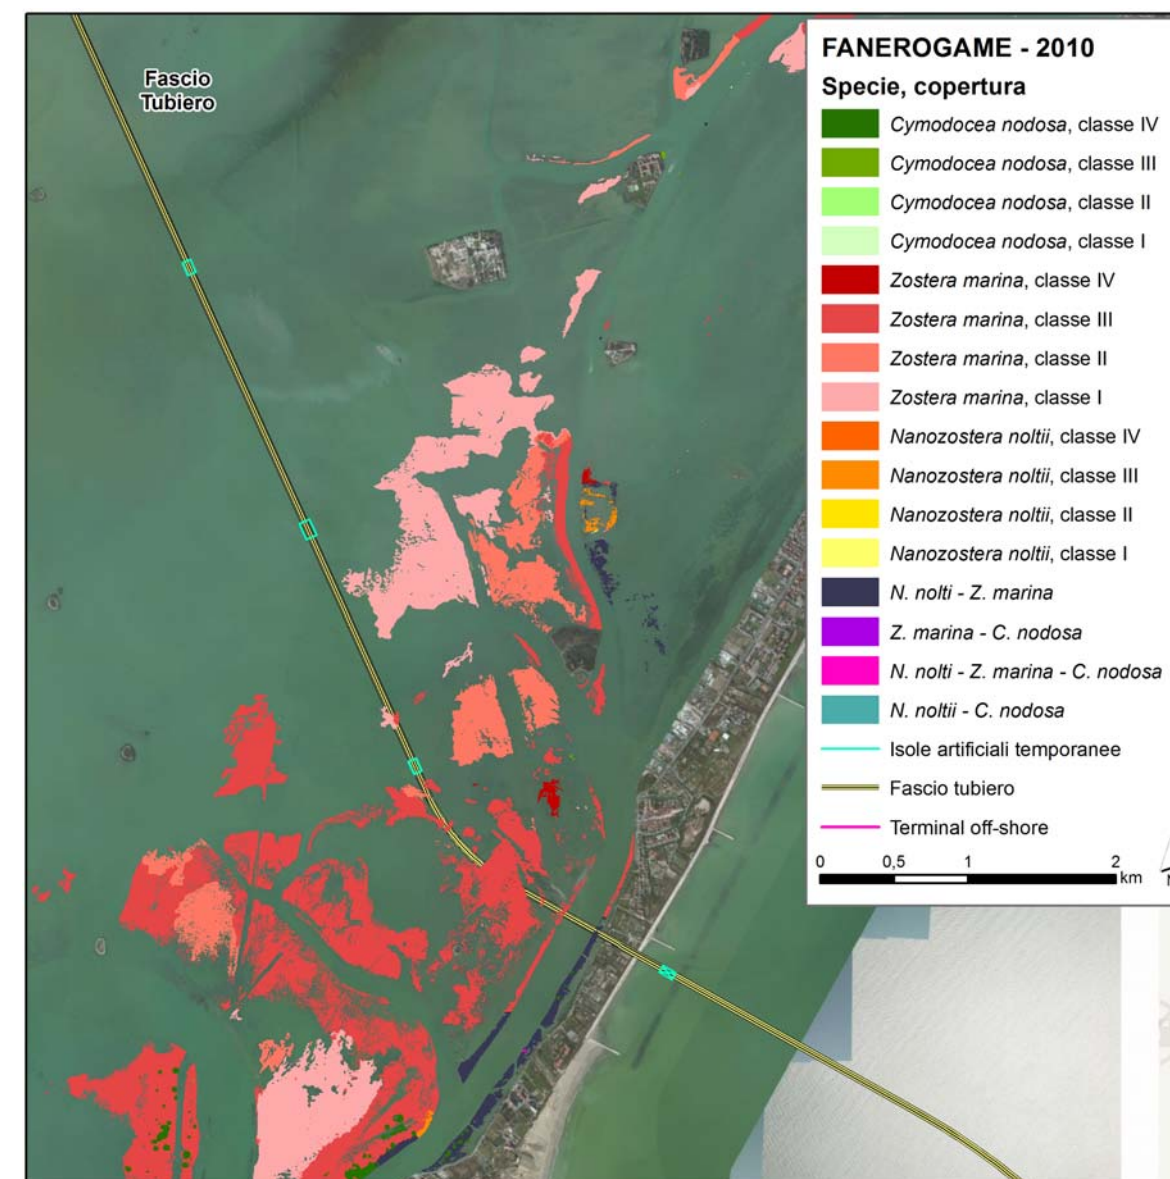 Fascio
Tubiero
FANEROGAME - 2010
Specie, copertura
Cymodocea nodosa, classe IV
Cymodocea nodosa, classe III
Cymodocea nodosa, classe II
Cymodocea nodosa, classe I
Zostera marina, classe IV
Zostera marina, classe III
Zostera marina, classe II
Zostera marina, classe I
Nanozostera noltii, classe IV
Nanozostera noltii, classe III
Nanozostera noltii, classe II
Nanozostera noltii, classe I
N. nolti - Z. marina
Z. marina - C. nodosa
N. nolti - Z. marina - C. nodosa
N. noltii - C. nodosa
Isole artificiali temporanee
Fascio tubiero
Terminal off-shore
0 0,5 1 2
km